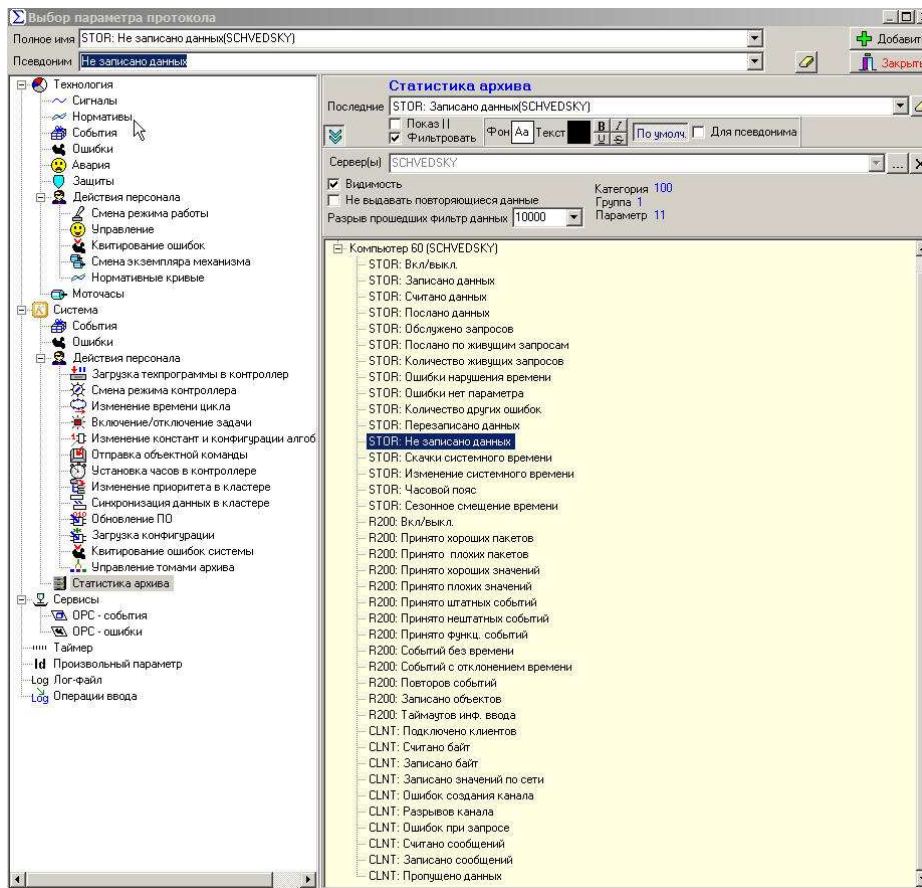 Выбор параметра протокола
Полное имя STOR: Не записано данных(SCHVEDSKY) Добавит
Псевдоним Не записано данных Закрыть
Технология
Сигналы
Нормативы
События
Ошибки
Авария
Защиты
Действия персонала
Смена режима работы
Управление
Квитирование ошибок
Смена экземпляра механизма
Нормативные кривые
Моточасы
Система
События
Ошибки
Действия персонала
Загрузка техпрограммы в контроллер
Смена режима контроллера
Изменение времени цикла
Включение/отключение задачи
Изменение констант и конфигурации алгоб
Отправка объектной команды
Установка часов в контроллере
Изменение приоритета в кластере
Синхронизация данных в кластере
Обновление ПО
Загрузка конфигурации
Квитирование ошибок системы
Управление томами архива
Статистика архива
Сервисы
OPC - события
OPC - ошибки
Таймер
Id Произвольный параметр
Log Лог-файл
Log Операции ввода
Статистика архива
Последние STOR: Записано данных(SCHVEDSKY)
Показ ||
Фильтровать Фон Aa Текст B I U S По умолч. Для псевдонима
Сервер(ы) SCHVEDSKY ...
Видимость
Не выдавать повторяющиеся данные
Разрыв прошедших фильтр данных 10000
Категория 100
Группа 1
Параметр 11
Компьютер 60 (SCHVEDSKY)
STOR: Вкл/выкл.
STOR: Записано данных
STOR: Считано данных
STOR: Послано данных
STOR: Обслужено запросов
STOR: Послано по живущим запросам
STOR: Количество живущих запросов
STOR: Ошибки нарушения времени
STOR: Ошибки нет параметра
STOR: Количество других ошибок
STOR: Перезаписано данных
STOR: Не записано данных
STOR: Скачки системного времени
STOR: Изменение системного времени
STOR: Часовой пояс
STOR: Сезонное смещение времени
R200: Вкл/выкл.
R200: Принято хороших пакетов
R200: Принято плохих пакетов
R200: Принято хороших значений
R200: Принято плохих значений
R200: Принято штатных событий
R200: Принято нештатных событий
R200: Принято функц. событий
R200: Событий без времени
R200: Событий с отклонением времени
R200: Повторов событий
R200: Записано объектов
R200: Таймаутов инф. ввода
CLNT: Подключено клиентов
CLNT: Считано байт
CLNT: Записано байт
CLNT: Записано значений по сети
CLNT: Ошибок создания канала
CLNT: Разрывов канала
CLNT: Ошибок при запросе
CLNT: Считано сообщений
CLNT: Записано сообщений
CLNT: Пропущено данных